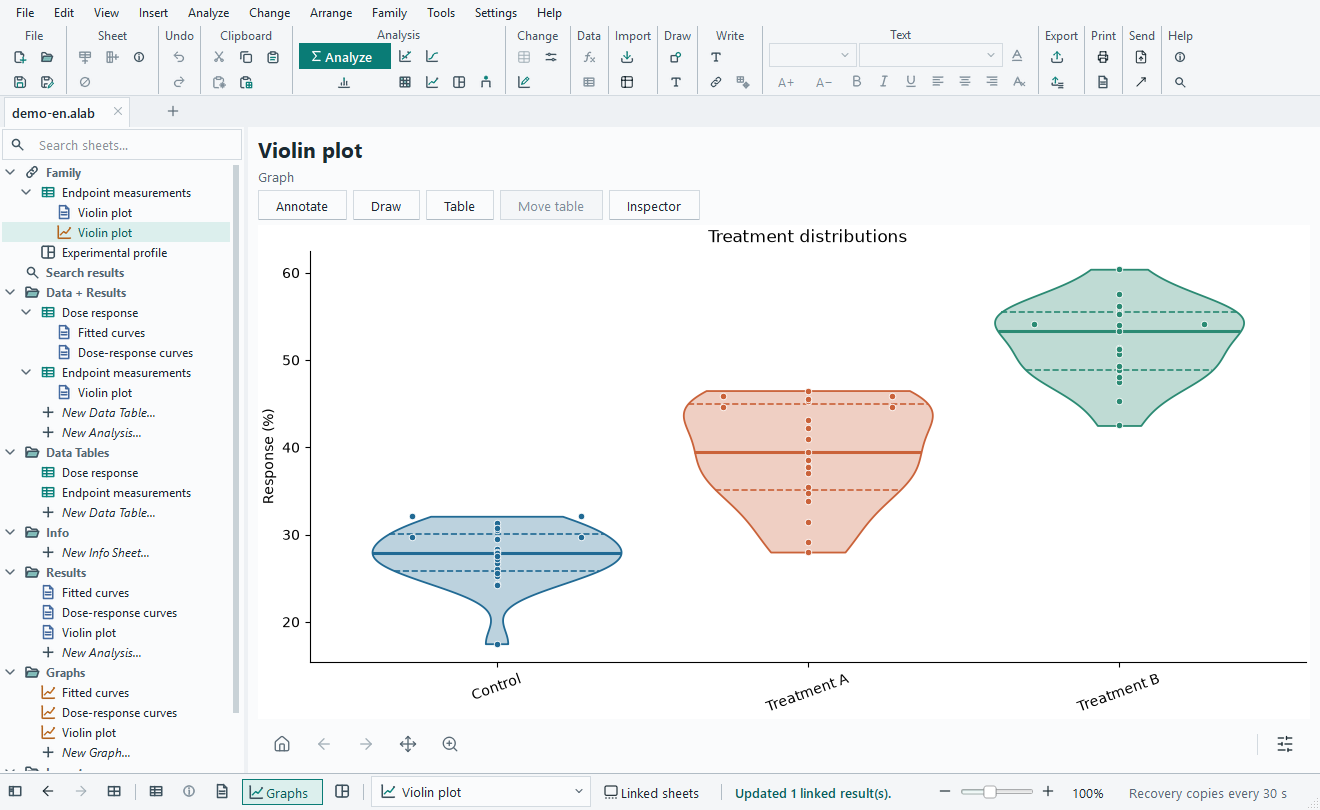 File Edit View Insert Analyze Change Arrange Family Tools Settings Help
File Sheet Undo Clipboard Analysis Change Data Import Draw Write Text Export Print Send Help
Σ Analyze
A+ A− B I U
demo-en.alab
Search sheets...
Family
Endpoint measurements
Violin plot
Violin plot
Experimental profile
Search results
Data + Results
Dose response
Fitted curves
Dose-response curves
Endpoint measurements
Violin plot
New Data Table...
New Analysis...
Data Tables
Dose response
Endpoint measurements
New Data Table...
Info
New Info Sheet...
Results
Fitted curves
Dose-response curves
Violin plot
New Analysis...
Graphs
Fitted curves
Dose-response curves
Violin plot
New Graph...
Violin plot
Graph
Annotate Draw Table Move table Inspector
Treatment distributions
Response (%)
60
50
40
30
20
Control Treatment A Treatment B
Graphs Violin plot Linked sheets Updated 1 linked result(s). 100% Recovery copies every 30 s